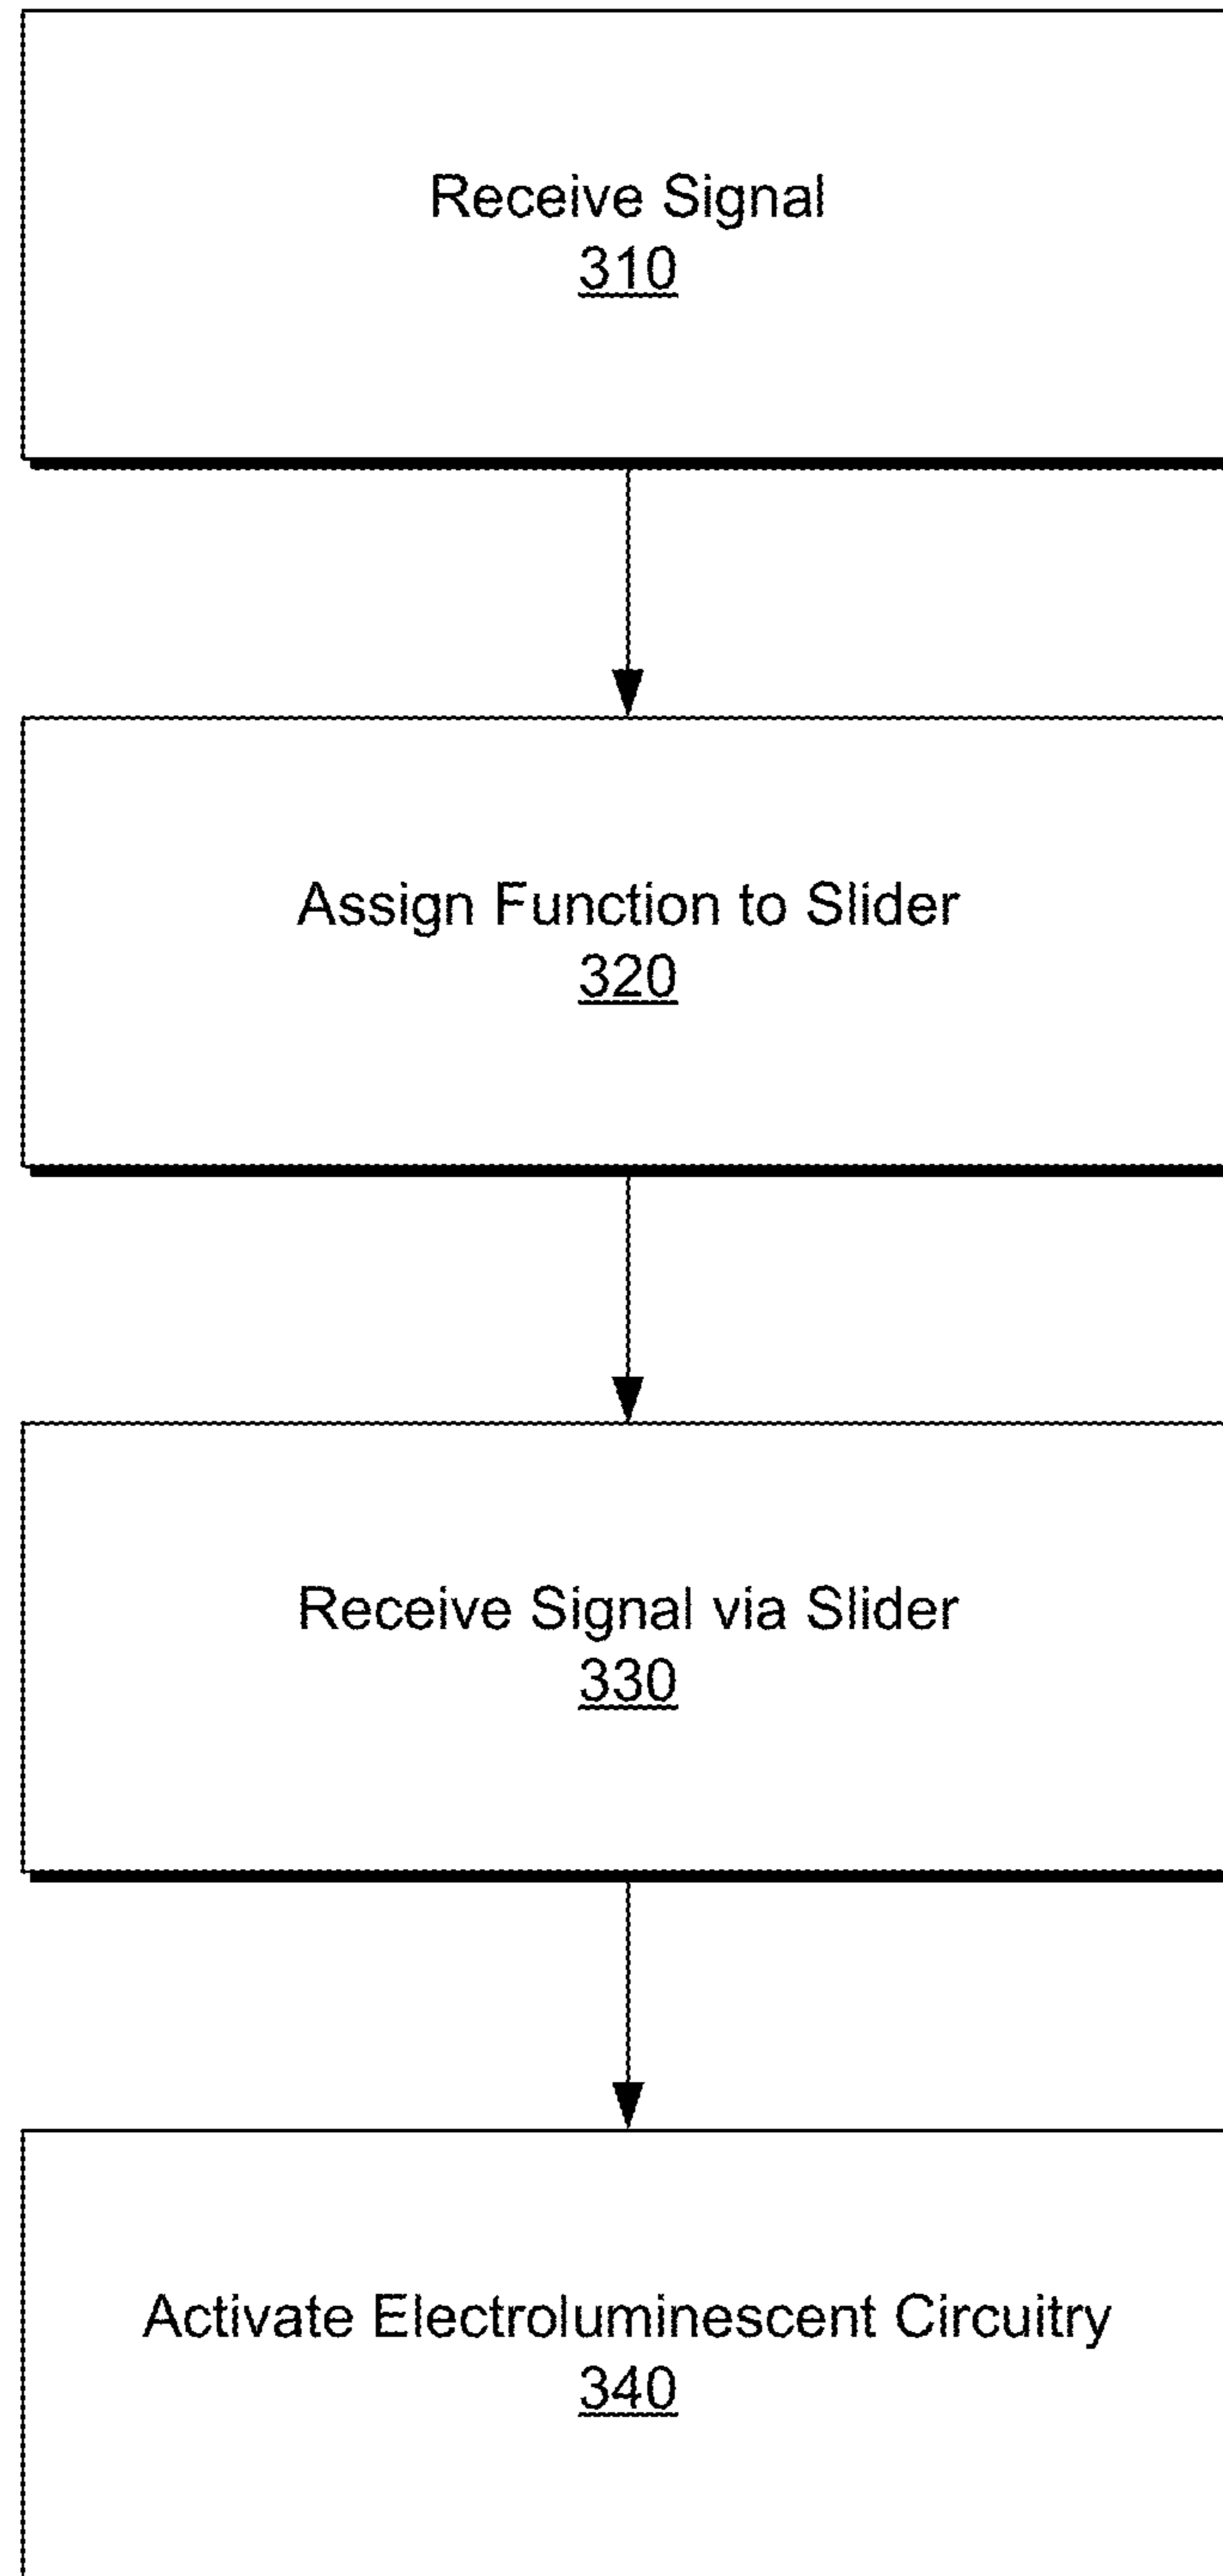 Receive Signal
310
Assign Function to Slider
320
Receive Signal via Slider
330
Activate Electroluminescent Circuitry
340